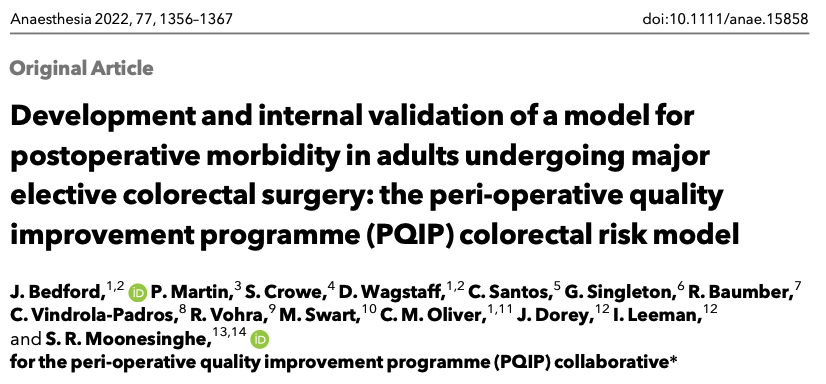 Anaesthesia 2022, 77, 1356–1367 doi:10.1111/anae.15858
Original Article
Development and internal validation of a model for
postoperative morbidity in adults undergoing major
elective colorectal surgery: the peri-operative quality
improvement programme (PQIP) colorectal risk model
J. Bedford,1,2 iD P. Martin,3 S. Crowe,4 D. Wagstaff,1,2 C. Santos,5 G. Singleton,6 R. Baumber,7
C. Vindrola-Padros,8 R. Vohra,9 M. Swart,10 C. M. Oliver,1,11 J. Dorey,12 I. Leeman,12
and S. R. Moonesinghe,13,14 iD
for the peri-operative quality improvement programme (PQIP) collaborative*